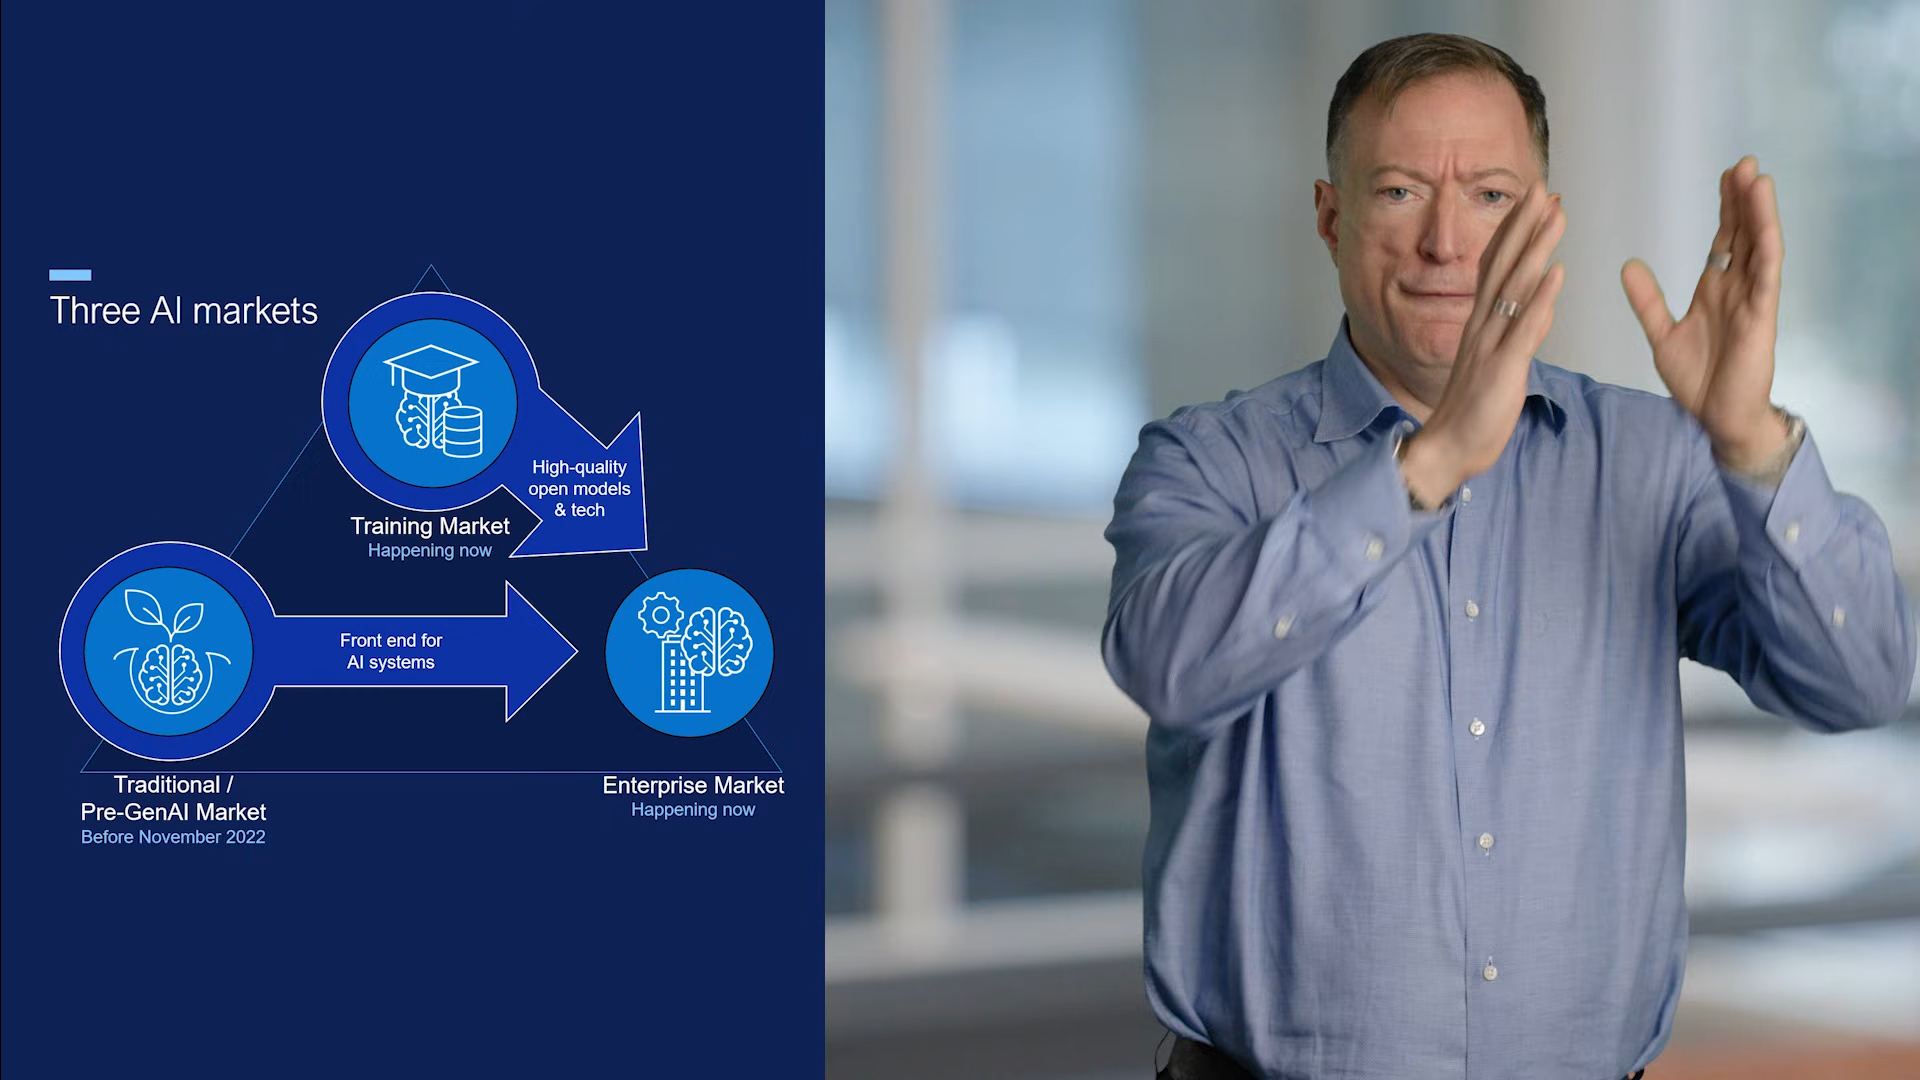 Three AI markets
High-quality
open models
& tech
Training Market
Happening now
Front end for
AI systems
Traditional /
Pre-GenAI Market
Before November 2022
Enterprise Market
Happening now